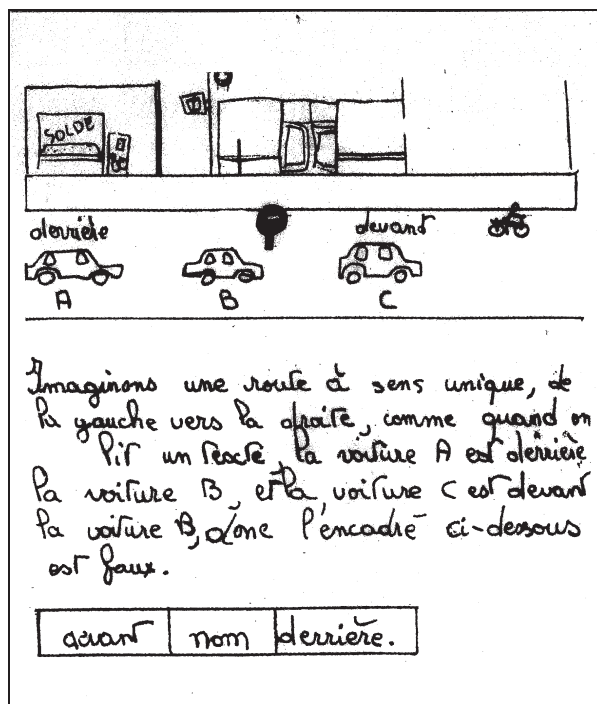 SOLDE
derrière devant
A B C
Imaginons une route à sens unique, de
la gauche vers la droite, comme quand on
lit un texte, la voiture A est derrière
la voiture B, et la voiture C est devant
la voiture B, donc l'encadré ci-dessous
est faux.
avant nom derrière.